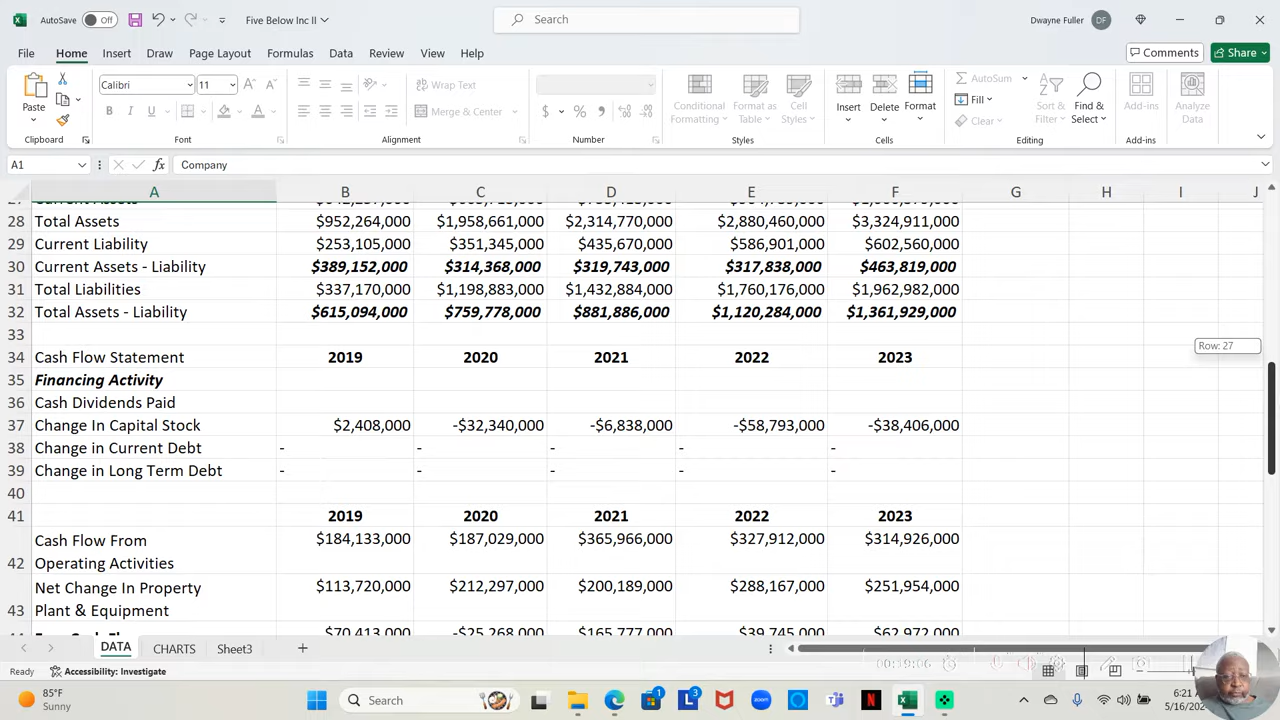 AutoSave Off Five Below Inc II Search Dwayne Fuller DF
File Home Insert Draw Page Layout Formulas Data Review View Help Comments Share
Paste Calibri 11 Wrap Text Conditional Formatting Format as Table Cell Styles Insert Delete Format AutoSum Sort & Filter Find & Select Add-ins Analyze Data
B I U A Merge & Center $ % Fill
Clear
Clipboard Font Alignment Number Styles Cells Editing Add-ins
A1 fx Company
A B C D E F G H I J
28 Total Assets $952,264,000 $1,958,661,000 $2,314,770,000 $2,880,460,000 $3,324,911,000
29 Current Liability $253,105,000 $351,345,000 $435,670,000 $586,901,000 $602,560,000
30 Current Assets - Liability $389,152,000 $314,368,000 $319,743,000 $317,838,000 $463,819,000
31 Total Liabilities $337,170,000 $1,198,883,000 $1,432,884,000 $1,760,176,000 $1,962,982,000
32 Total Assets - Liability $615,094,000 $759,778,000 $881,886,000 $1,120,284,000 $1,361,929,000
33
Row: 27
34 Cash Flow Statement 2019 2020 2021 2022 2023
35 Financing Activity
36 Cash Dividends Paid
37 Change In Capital Stock $2,408,000 -$32,340,000 -$6,838,000 -$58,793,000 -$38,406,000
38 Change in Current Debt - - - - -
39 Change in Long Term Debt - - - - -
40
41 2019 2020 2021 2022 2023
Cash Flow From $184,133,000 $187,029,000 $365,966,000 $327,912,000 $314,926,000
42 Operating Activities
Net Change In Property $113,720,000 $212,297,000 $200,189,000 $288,167,000 $251,954,000
43 Plant & Equipment
$70,413,000 -$25,268,000 $165,777,000 $39,745,000 $62,972,000
DATA CHARTS Sheet3
Ready Accessibility: Investigate 00:19:06
85°F
Sunny
Search
6:21
5/16/